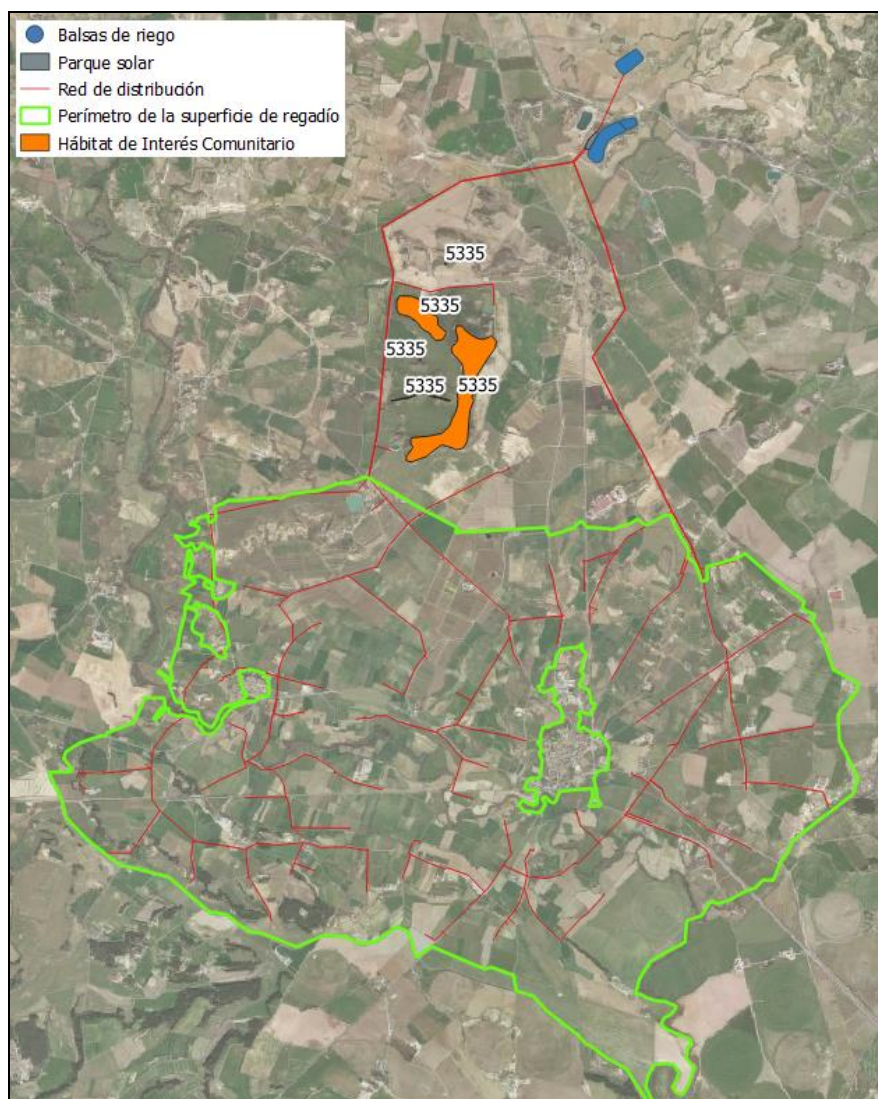 Balsas de riego
Parque solar
Red de distribución
Perímetro de la superficie de regadío
Hábitat de Interés Comunitario
5335
5335
5335
5335
5335